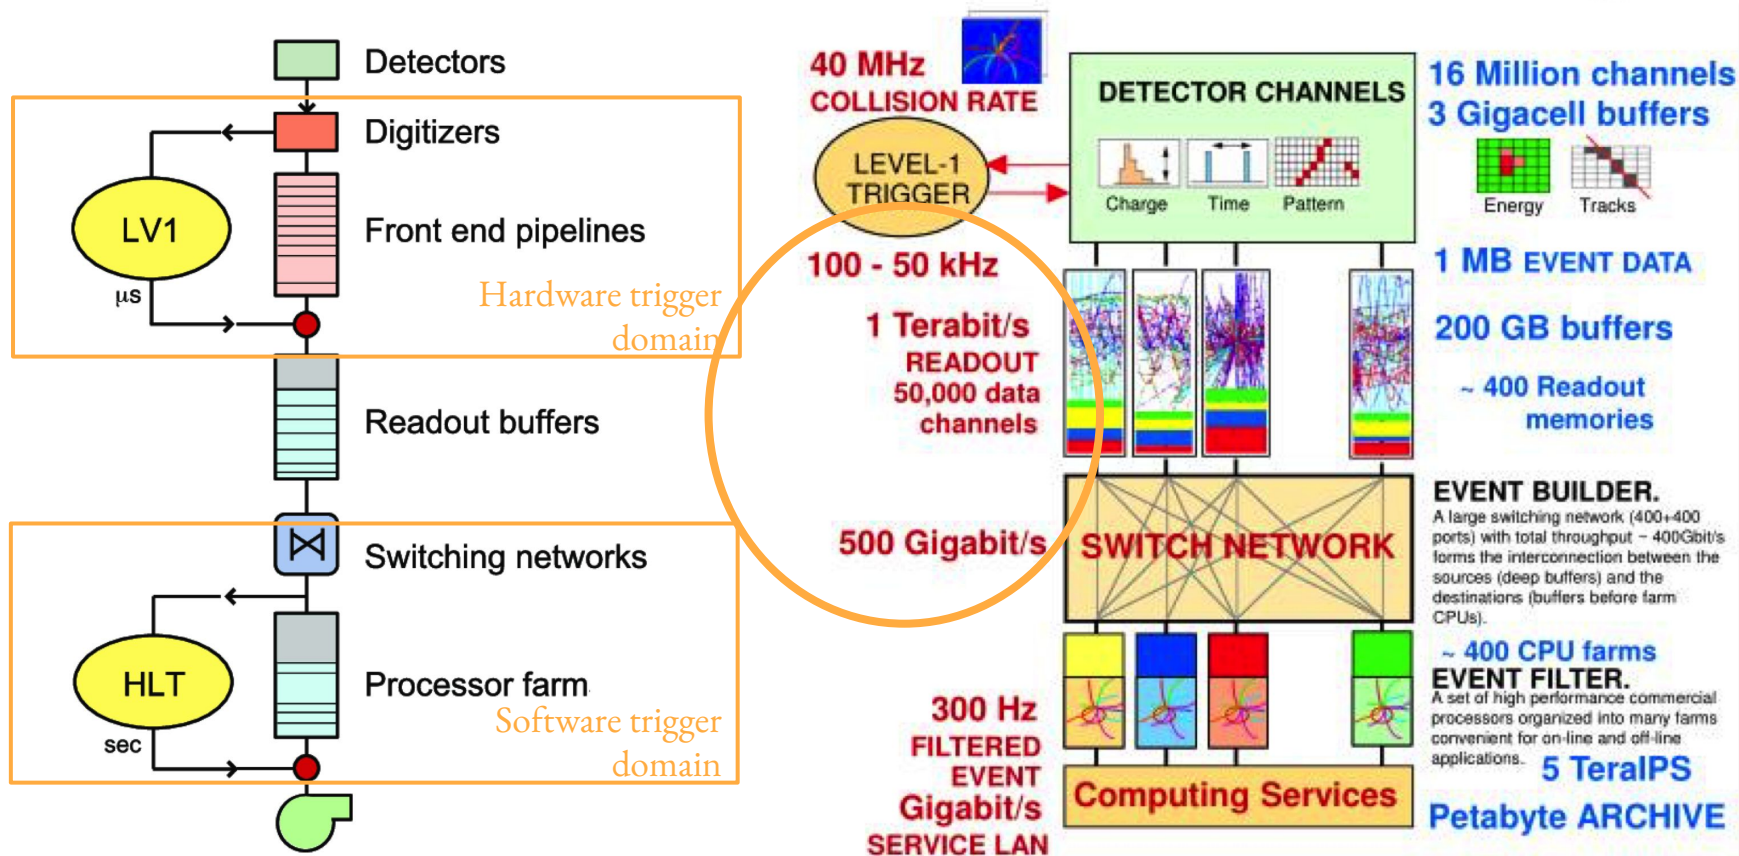 Detectors
Digitizers
LV1
Front end pipelines
μs
Hardware trigger
domain
Readout buffers
Switching networks
HLT
Processor farm
Software trigger
domain
sec
40 MHz
COLLISION RATE
LEVEL-1
TRIGGER
100 - 50 kHz
1 Terabit/s
READOUT
50,000 data
channels
500 Gigabit/s
300 Hz
FILTERED
EVENT
Gigabit/s
SERVICE LAN
DETECTOR CHANNELS
Charge
Time
Pattern
SWITCH NETWORK
Computing Services
16 Million channels
3 Gigacell buffers
Energy
Tracks
1 MB EVENT DATA
200 GB buffers
~ 400 Readout
memories
EVENT BUILDER.
A large switching network (400+400
ports) with total throughput ~ 400Gbit/s
forms the interconnection between the
sources (deep buffers) and the
destinations (buffers before farm
CPUs).
~ 400 CPU farms
EVENT FILTER.
A set of high performance commercial
processors organized into many farms
convenient for on-line and off-line
applications.
5 TeraIPS
Petabyte ARCHIVE